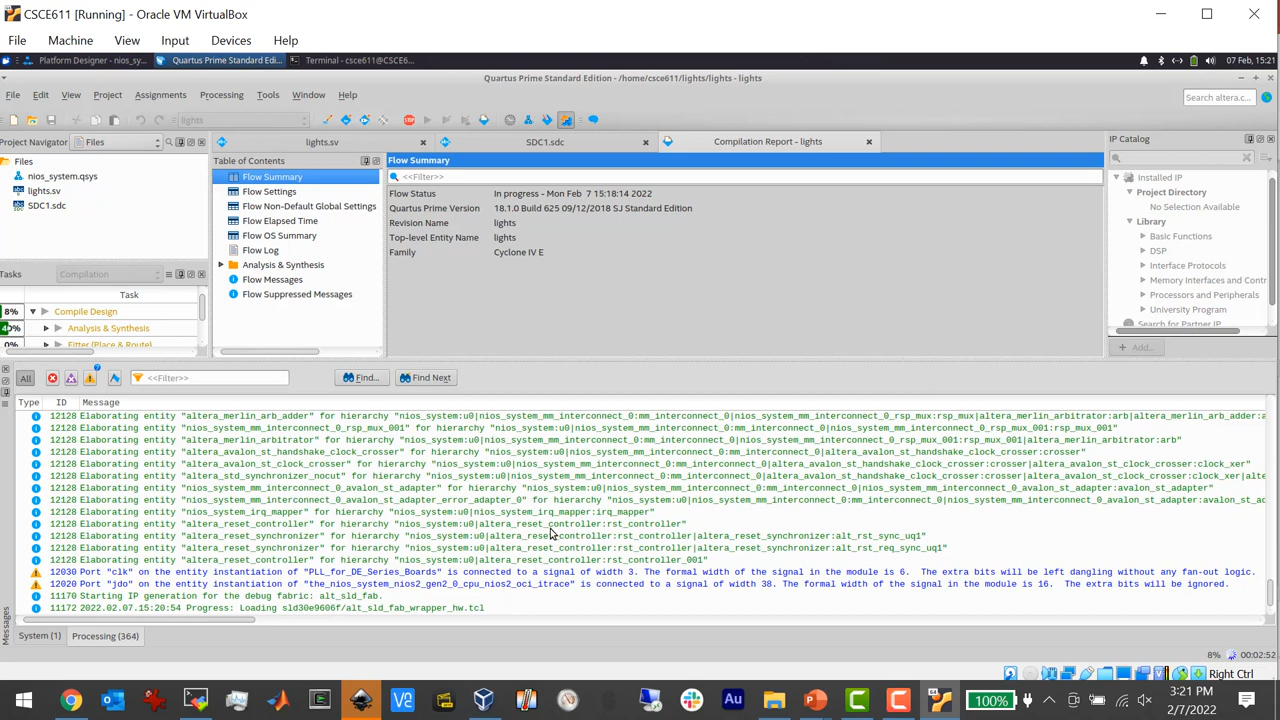 CSCE611 [Running] - Oracle VM VirtualBox
File Machine View Input Devices Help
Platform Designer - nios_sy... Quartus Prime Standard Edi... Terminal - csce611@CSCE6... 07 Feb, 15:21
Quartus Prime Standard Edition - /home/csce611/lights/lights - lights
File Edit View Project Assignments Processing Tools Window Help Search altera.c...
lights
Project Navigator Files lights.sv SDC1.sdc Compilation Report - lights IP Catalog
Files
nios_system.qsys
lights.sv
SDC1.sdc
Tasks Compilation
Task
8% Compile Design
Analysis & Synthesis
0% Fitter (Place & Route)
Table of Contents
Flow Summary
Flow Settings
Flow Non-Default Global Settings
Flow Elapsed Time
Flow OS Summary
Flow Log
Analysis & Synthesis
Flow Messages
Flow Suppressed Messages
Flow Summary
<<Filter>>
Flow Status In progress - Mon Feb 7 15:18:14 2022
Quartus Prime Version 18.1.0 Build 625 09/12/2018 SJ Standard Edition
Revision Name lights
Top-level Entity Name lights
Family Cyclone IV E
Installed IP
Project Directory
No Selection Available
Library
Basic Functions
DSP
Interface Protocols
Memory Interfaces and Contr
Processors and Peripherals
University Program
Search for Partner IP
+ Add...
All <<Filter>> Find... Find Next
Type ID Message
12128 Elaborating entity "altera_merlin_arb_adder" for hierarchy "nios_system:u0|nios_system_mm_interconnect_0:mm_interconnect_0|nios_system_mm_interconnect_0_rsp_mux:rsp_mux|altera_merlin_arbitrator:arb|altera_merlin_arb_adder:a
12128 Elaborating entity "nios_system_mm_interconnect_0_rsp_mux_001" for hierarchy "nios_system:u0|nios_system_mm_interconnect_0:mm_interconnect_0|nios_system_mm_interconnect_0_rsp_mux_001:rsp_mux_001"
12128 Elaborating entity "altera_merlin_arbitrator" for hierarchy "nios_system:u0|nios_system_mm_interconnect_0:mm_interconnect_0|nios_system_mm_interconnect_0_rsp_mux_001:rsp_mux_001|altera_merlin_arbitrator:arb"
12128 Elaborating entity "altera_avalon_st_handshake_clock_crosser" for hierarchy "nios_system:u0|nios_system_mm_interconnect_0:mm_interconnect_0|altera_avalon_st_handshake_clock_crosser:crosser"
12128 Elaborating entity "altera_avalon_st_clock_crosser" for hierarchy "nios_system:u0|nios_system_mm_interconnect_0:mm_interconnect_0|altera_avalon_st_handshake_clock_crosser:crosser|altera_avalon_st_clock_crosser:clock_xer"
12128 Elaborating entity "altera_std_synchronizer_nocut" for hierarchy "nios_system:u0|nios_system_mm_interconnect_0:mm_interconnect_0|altera_avalon_st_handshake_clock_crosser:crosser|altera_avalon_st_clock_crosser:clock_xer|alter
12128 Elaborating entity "nios_system_mm_interconnect_0_avalon_st_adapter" for hierarchy "nios_system:u0|nios_system_mm_interconnect_0:mm_interconnect_0|nios_system_mm_interconnect_0_avalon_st_adapter:avalon_st_adapter"
12128 Elaborating entity "nios_system_mm_interconnect_0_avalon_st_adapter_error_adapter_0" for hierarchy "nios_system:u0|nios_system_mm_interconnect_0:mm_interconnect_0|nios_system_mm_interconnect_0_avalon_st_adapter:avalon_st_ad
12128 Elaborating entity "nios_system_irq_mapper" for hierarchy "nios_system:u0|nios_system_irq_mapper:irq_mapper"
12128 Elaborating entity "altera_reset_controller" for hierarchy "nios_system:u0|altera_reset_controller:rst_controller"
12128 Elaborating entity "altera_reset_synchronizer" for hierarchy "nios_system:u0|altera_reset_controller:rst_controller|altera_reset_synchronizer:alt_rst_sync_uq1"
12128 Elaborating entity "altera_reset_synchronizer" for hierarchy "nios_system:u0|altera_reset_controller:rst_controller|altera_reset_synchronizer:alt_rst_req_sync_uq1"
12128 Elaborating entity "altera_reset_controller" for hierarchy "nios_system:u0|altera_reset_controller:rst_controller_001"
12030 Port "clk" on the entity instantiation of "PLL_for_DE_Series_Boards" is connected to a signal of width 3. The formal width of the signal in the module is 6. The extra bits will be left dangling without any fan-out logic.
12020 Port "jdo" on the entity instantiation of "the_nios_system_nios2_gen2_0_cpu_nios2_oci_itrace" is connected to a signal of width 38. The formal width of the signal in the module is 16. The extra bits will be ignored.
11170 Starting IP generation for the debug fabric: alt_sld_fab.
11172 2022.02.07.15:20:54 Progress: Loading sld30e9606f/alt_sld_fab_wrapper_hw.tcl
Messages
System (1) Processing (364)
8% 00:02:52
Right Ctrl
100% 3:21 PM
2/7/2022